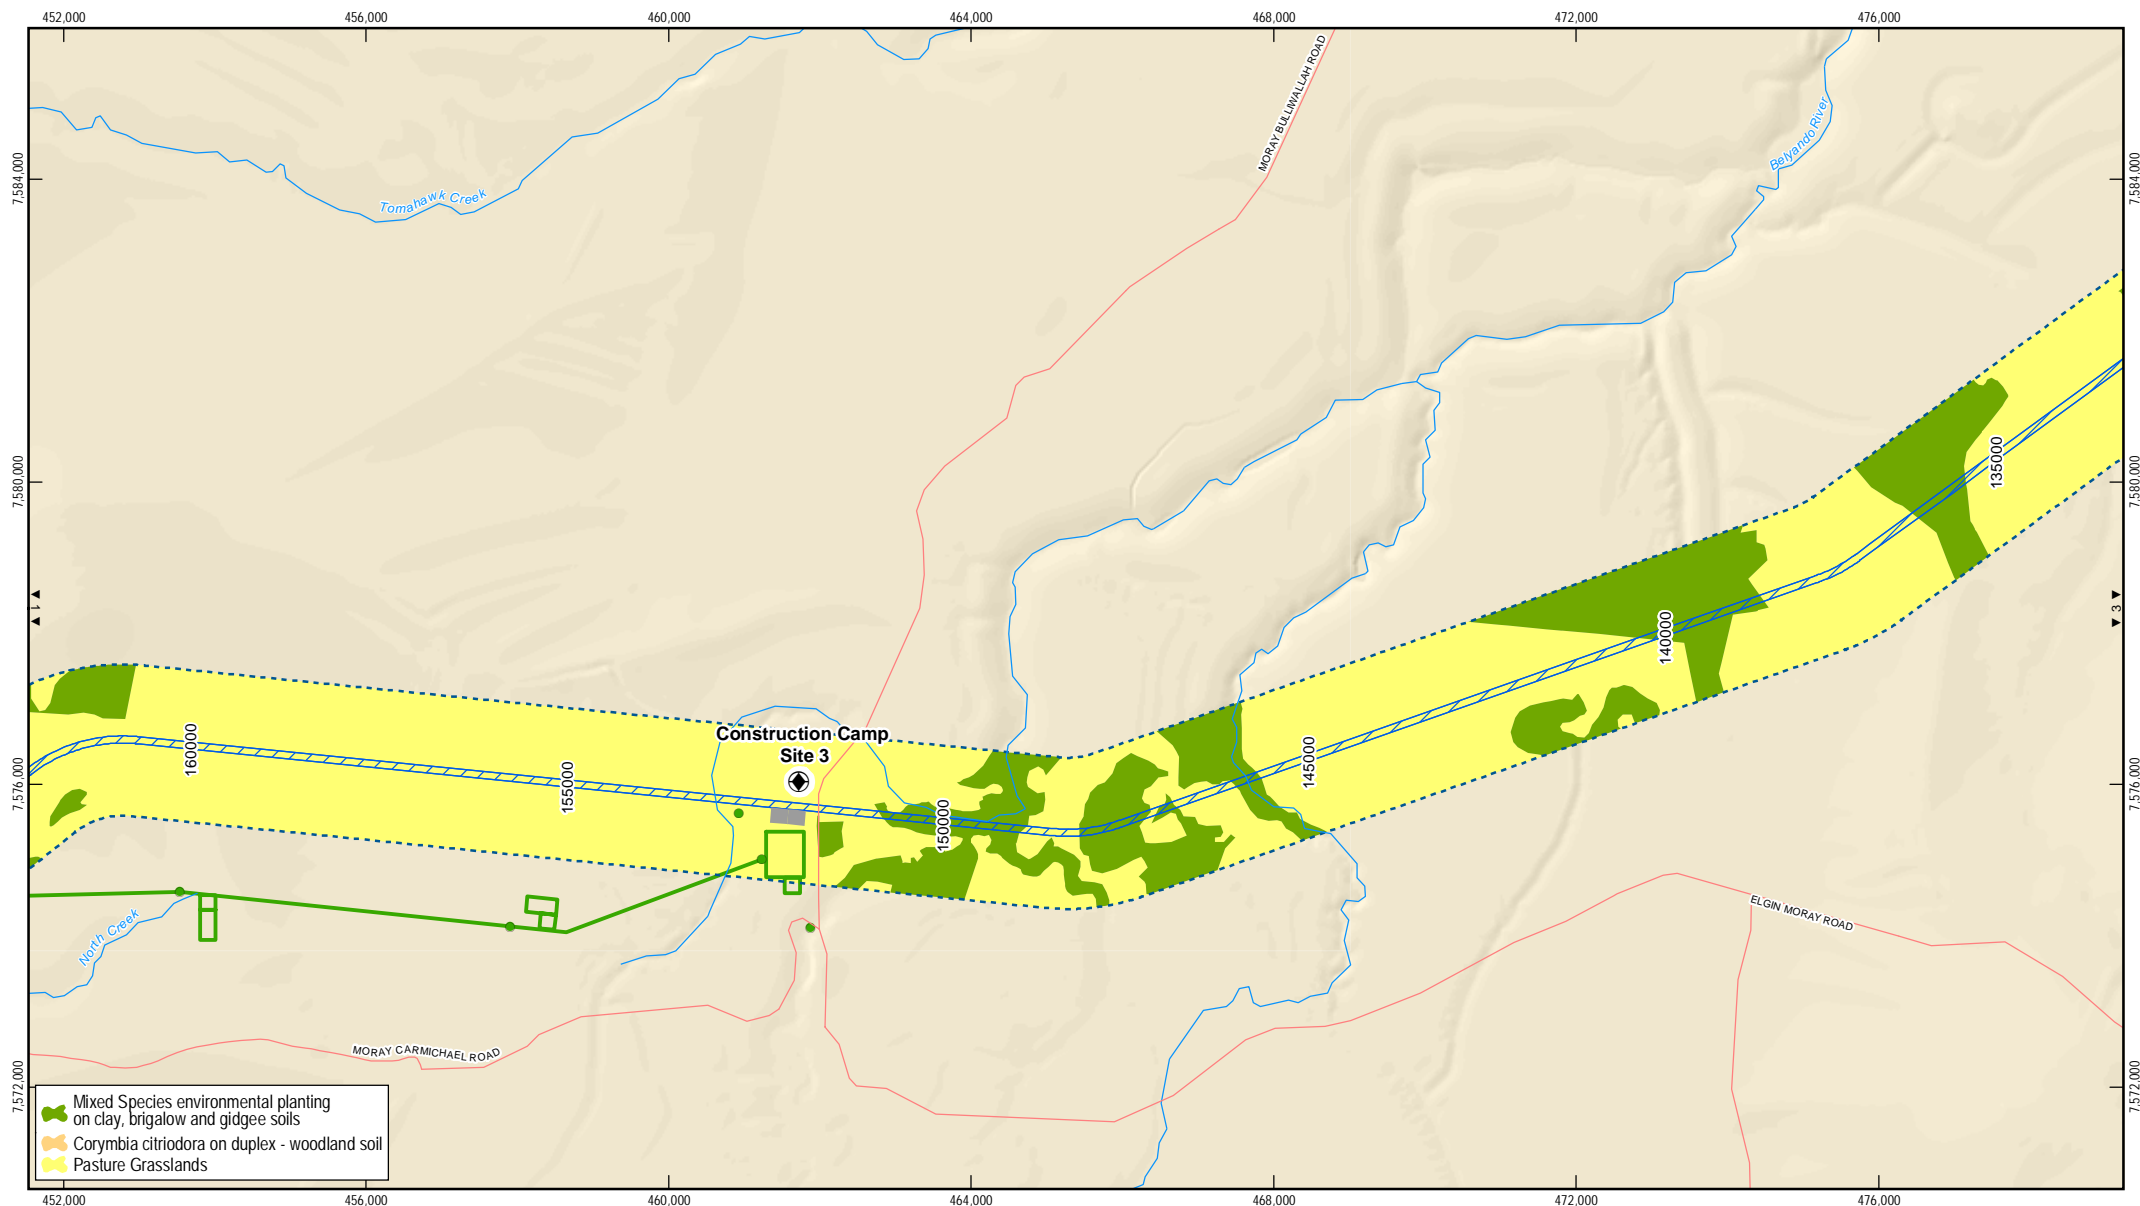 452,000 456,000 460,000 464,000 468,000 472,000 476,000
MORAY BULLIWALLAH ROAD
Belyando River
7,584,000 7,584,000
Tomahawk Creek
135000
7,580,000 7,580,000
1
3
140000
160000
Construction Camp
Site 3
155000
145000
7,576,000 7,576,000
150000
ELGIN MORAY ROAD
North Creek
MORAY CARMICHAEL ROAD
7,572,000 7,572,000
Mixed Species environmental planting
on clay, brigalow and gidgee soils
Corymbia citriodora on duplex - woodland soil
Pasture Grasslands
452,000 456,000 460,000 464,000 468,000 472,000 476,000